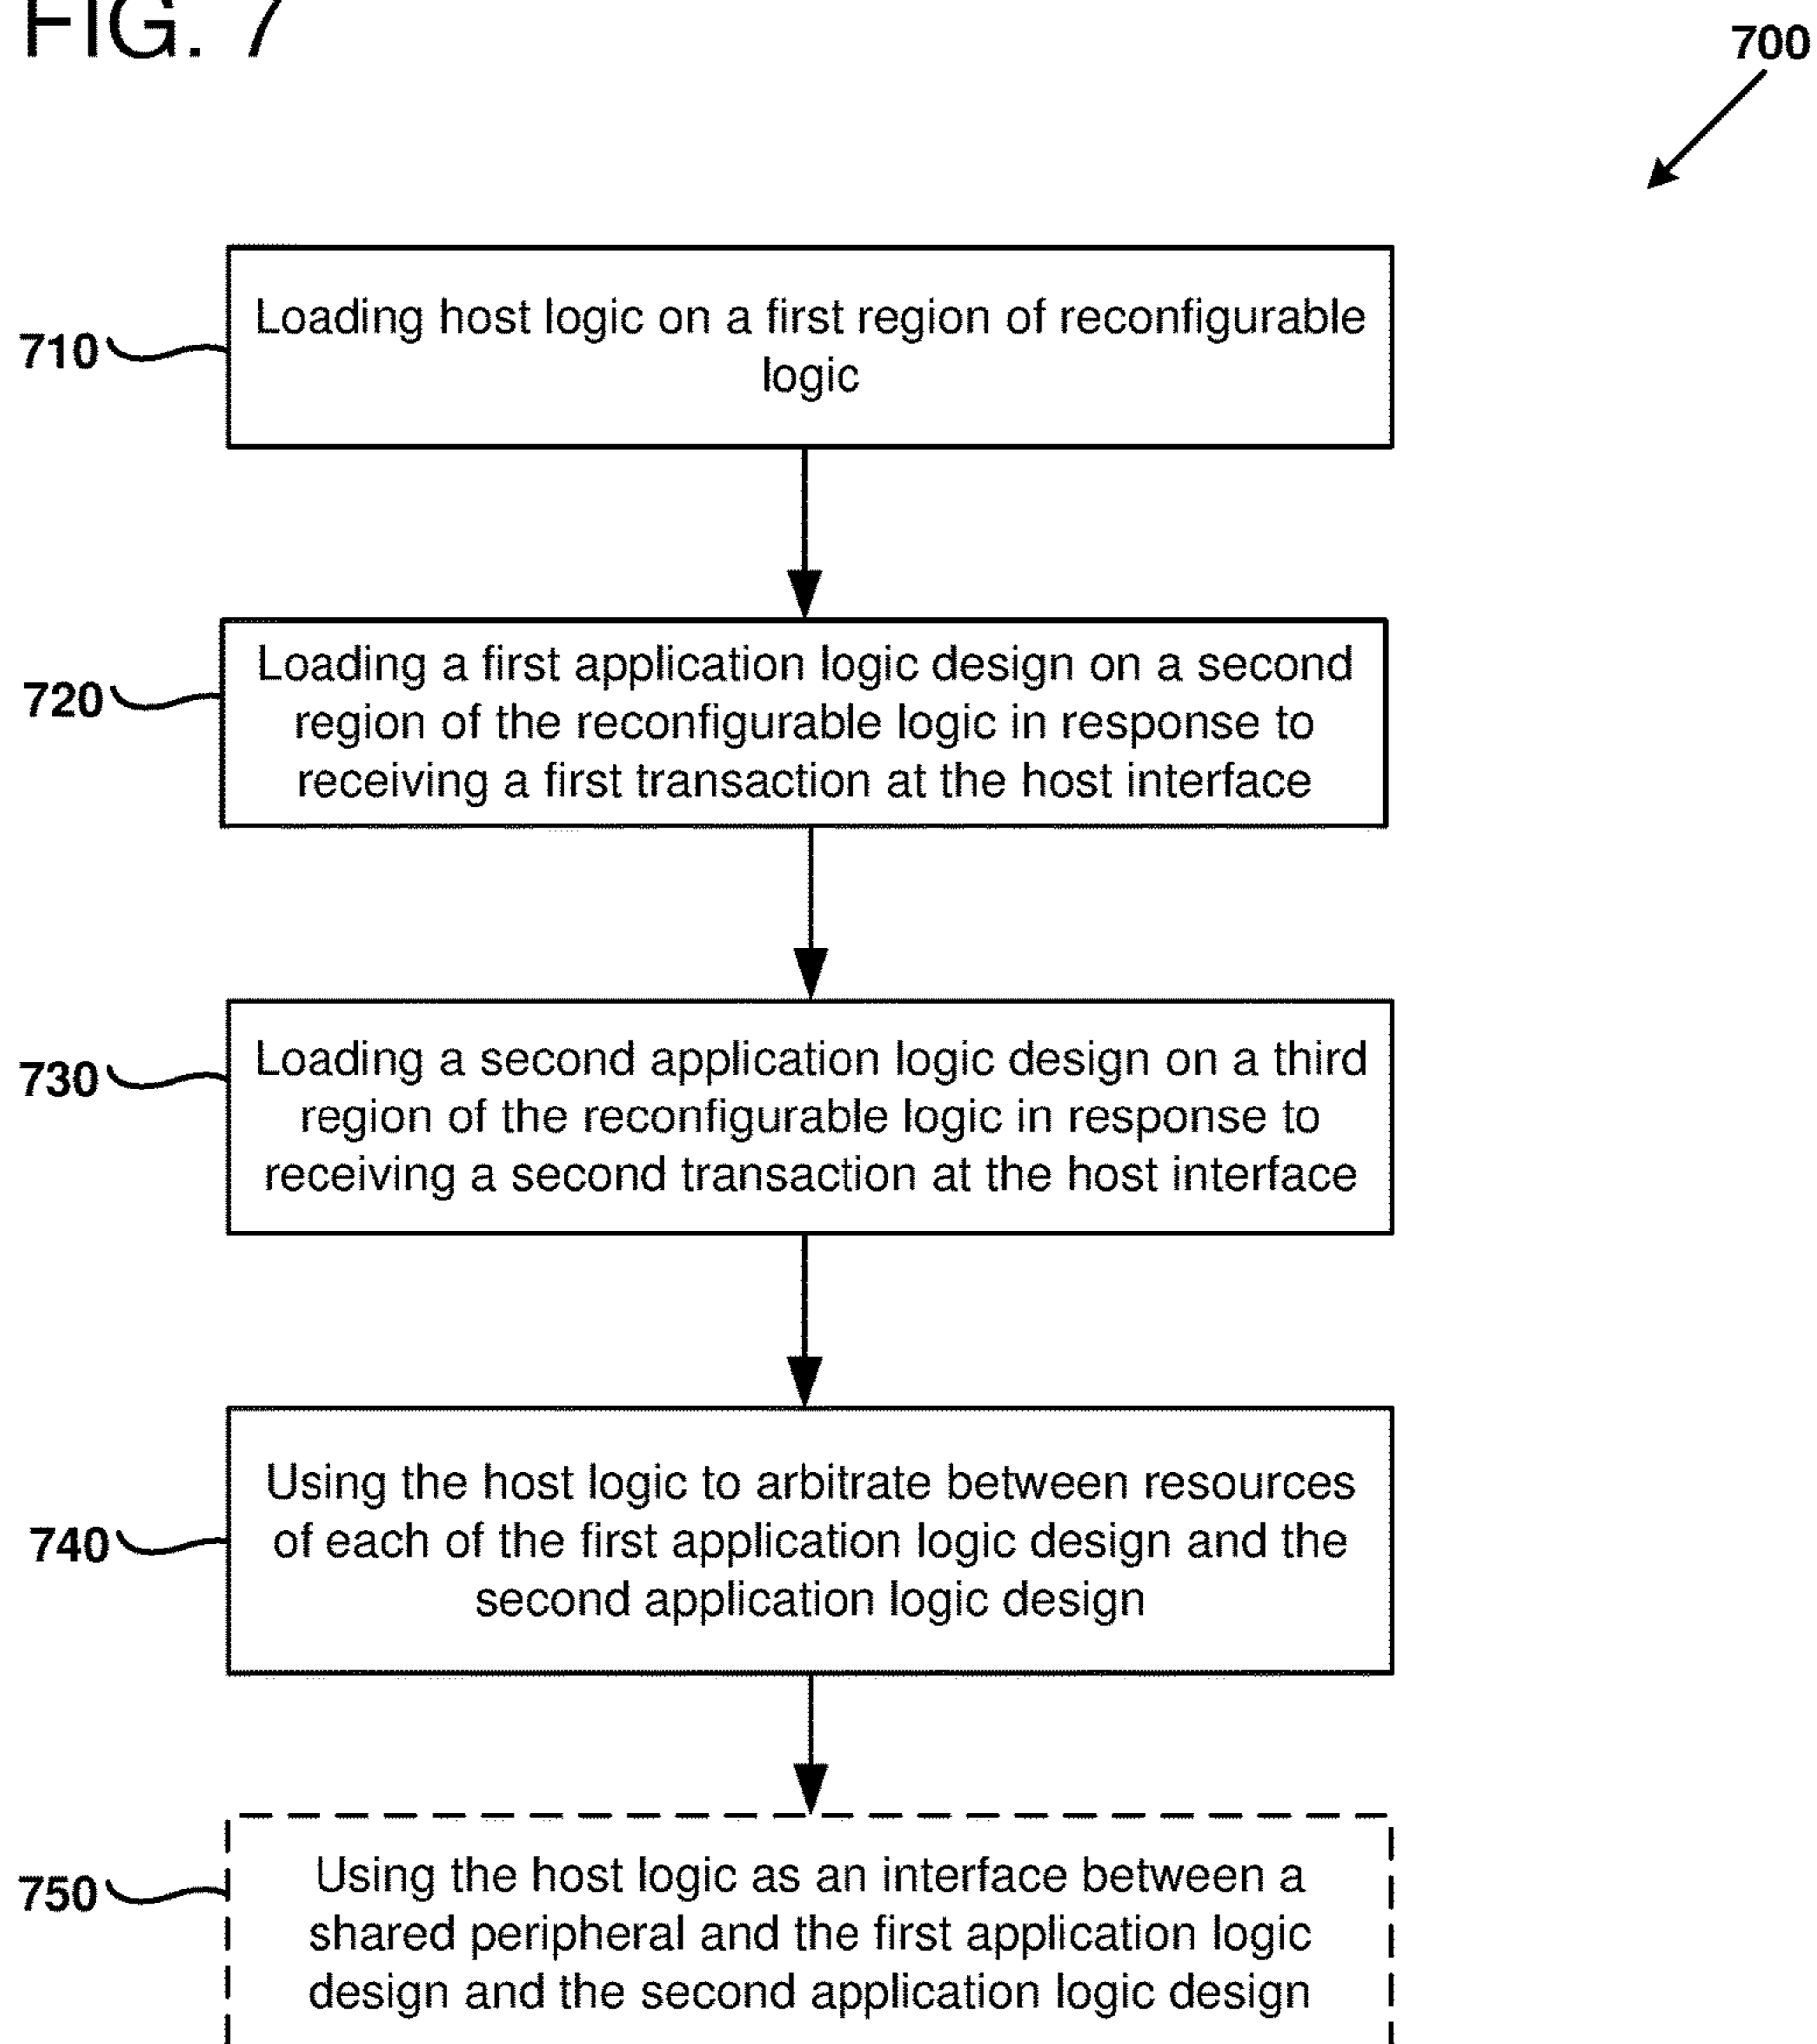 FIG. 7
700
710
Loading host logic on a first region of reconfigurable
logic
720
Loading a first application logic design on a second
region of the reconfigurable logic in response to
receiving a first transaction at the host interface
730
Loading a second application logic design on a third
region of the reconfigurable logic in response to
receiving a second transaction at the host interface
740
Using the host logic to arbitrate between resources
of each of the first application logic design and the
second application logic design
750
Using the host logic as an interface between a
shared peripheral and the first application logic
design and the second application logic design